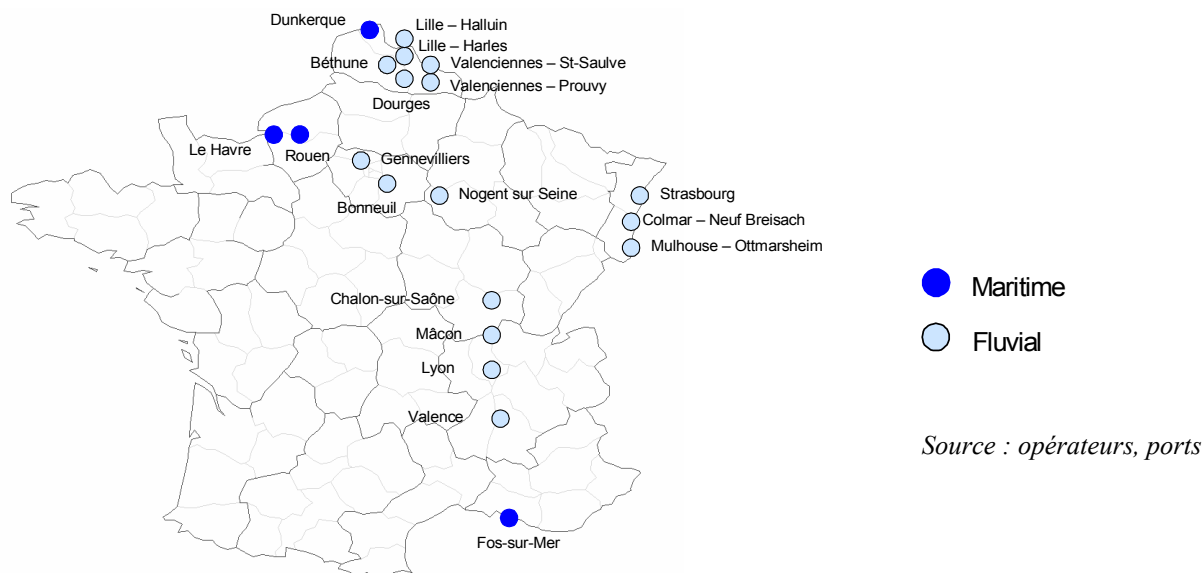 Dunkerque
Lille – Halluin
Lille – Harles
Béthune
Valenciennes – St-Saulve
Valenciennes – Prouvy
Dourges
Le Havre
Rouen
Gennevilliers
Bonneuil
Nogent sur Seine
Strasbourg
Colmar – Neuf Breisach
Mulhouse – Ottmarsheim
Chalon-sur-Saône
Mâcon
Lyon
Valence
Fos-sur-Mer
Maritime
Fluvial
Source : opérateurs, ports